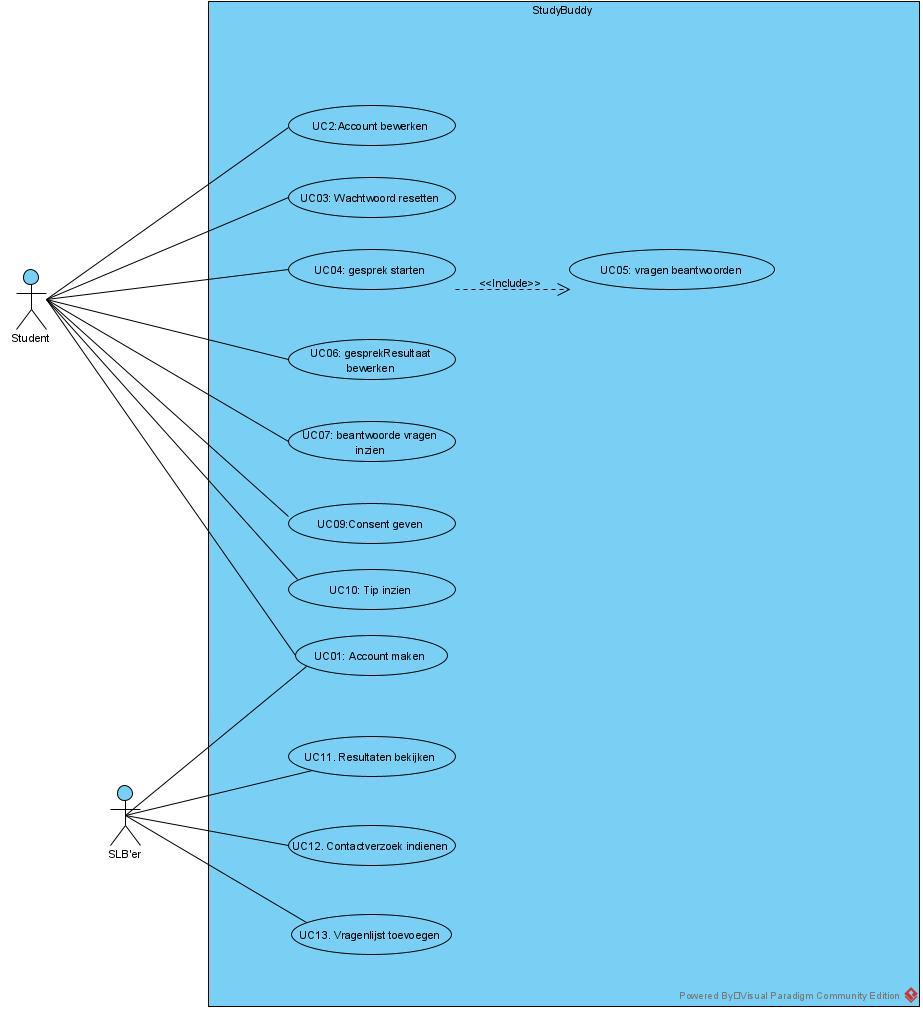 StudyBuddy
UC2:Account bewerken
UC03: Wachtwoord resetten
UC04: gesprek starten
<<Include>>
UC05: vragen beantwoorden
Student
UC06: gesprekResultaat
bewerken
UC07: beantwoorde vragen
inzien
UC09:Consent geven
UC10: Tip inzien
UC01: Account maken
UC11. Resultaten bekijken
SLB'er
UC12. Contactverzoek indienen
UC13. Vragenlijst toevoegen
Powered By□Visual Paradigm Community Edition